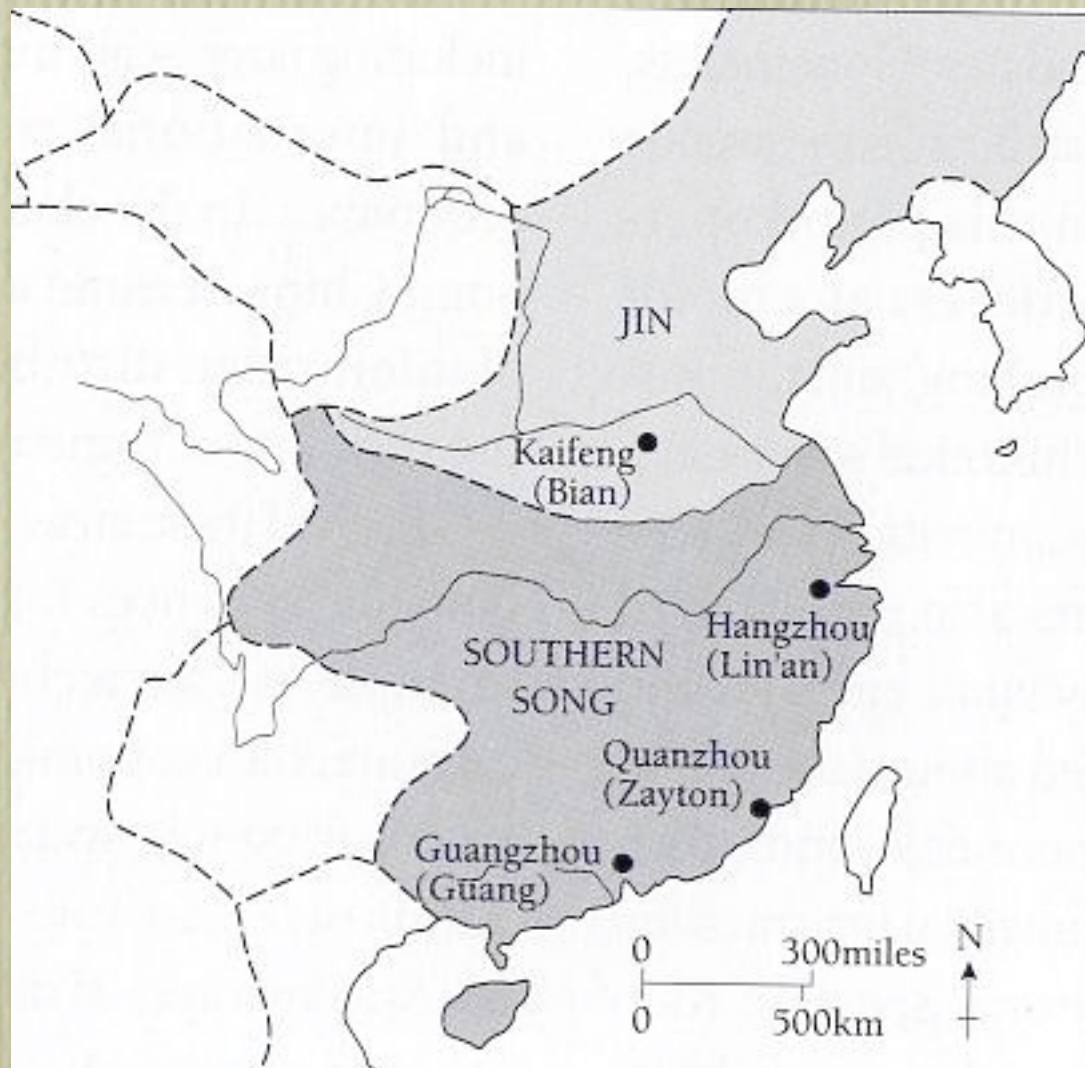 JIN
Kaifeng
(Bian)
Hangzhou
(Lin'an)
SOUTHERN
SONG
Quanzhou
(Zayton)
Guangzhou
(Guang)
0 300miles
0 500km
N